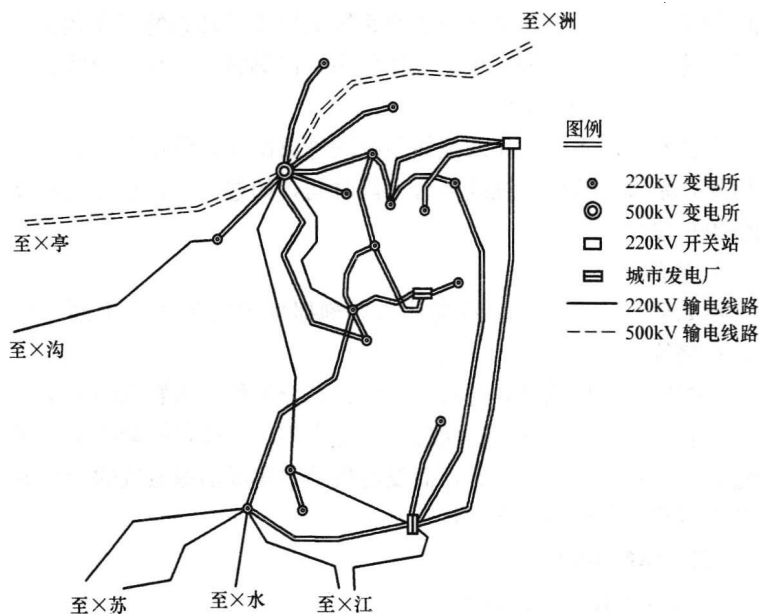 至×洲
图例
220kV 变电所
500kV 变电所
220kV 开关站
城市发电厂
220kV 输电线路
500kV 输电线路
至×亭
至×沟
至×苏
至×水
至×江